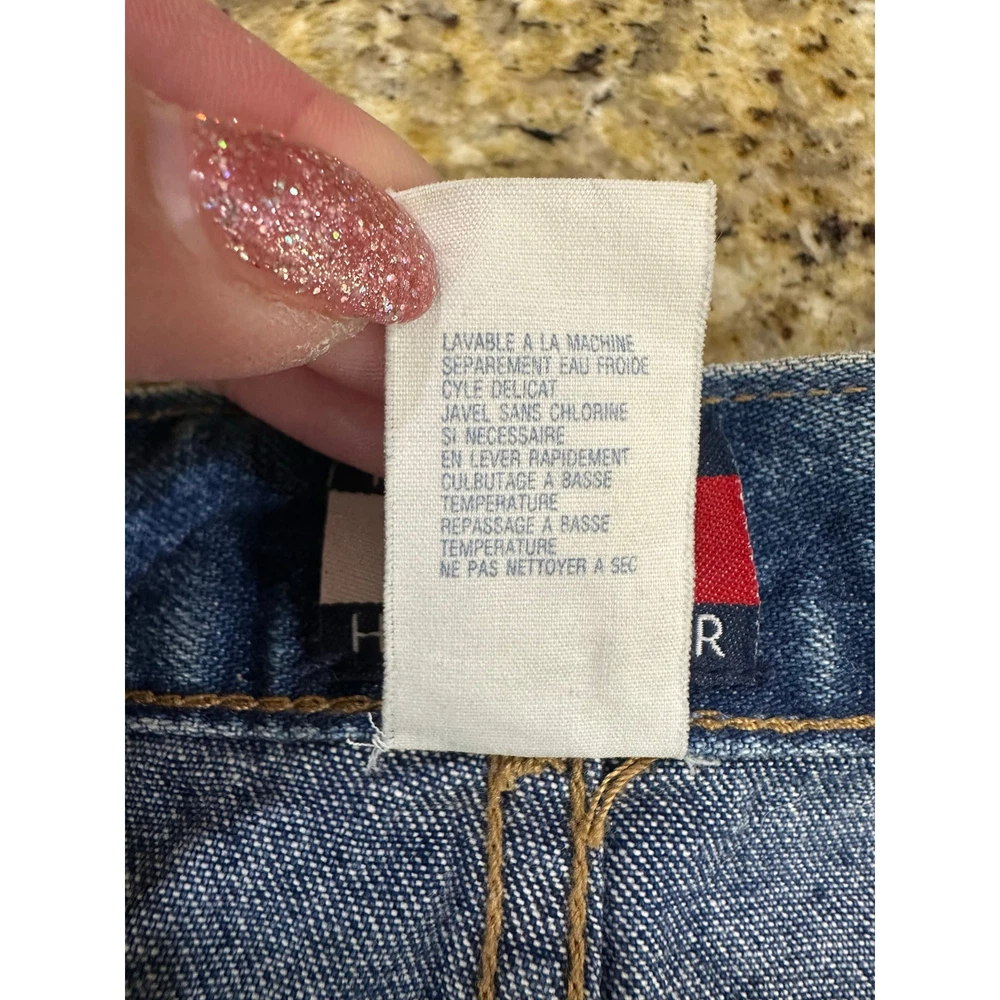 LAVABLE A LA MACHINE
SEPAREMENT EAU FROIDE
CYLE DELICAT
JAVEL SANS CHLORINE
SI NECESSAIRE
EN LEVER RAPIDEMENT
CULBUTAGE A BASSE
TEMPERATURE
REPASSAGE A BASSE
TEMPERATURE
NE PAS NETTOYER A SEC
H R